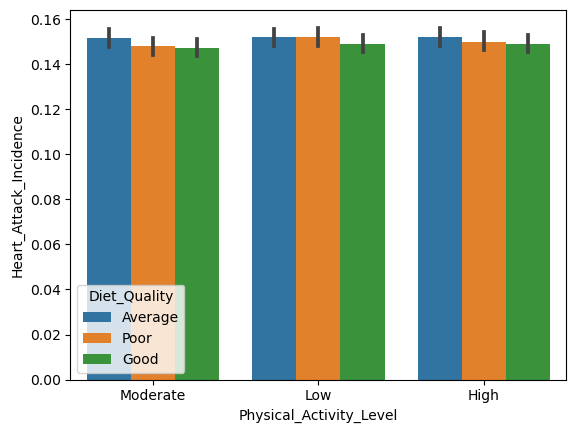 0.16
0.14
0.12
0.10
0.08
0.06
0.04
0.02
0.00
Heart_Attack_Incidence
Diet_Quality
Average
Poor
Good
Moderate Low High
Physical_Activity_Level